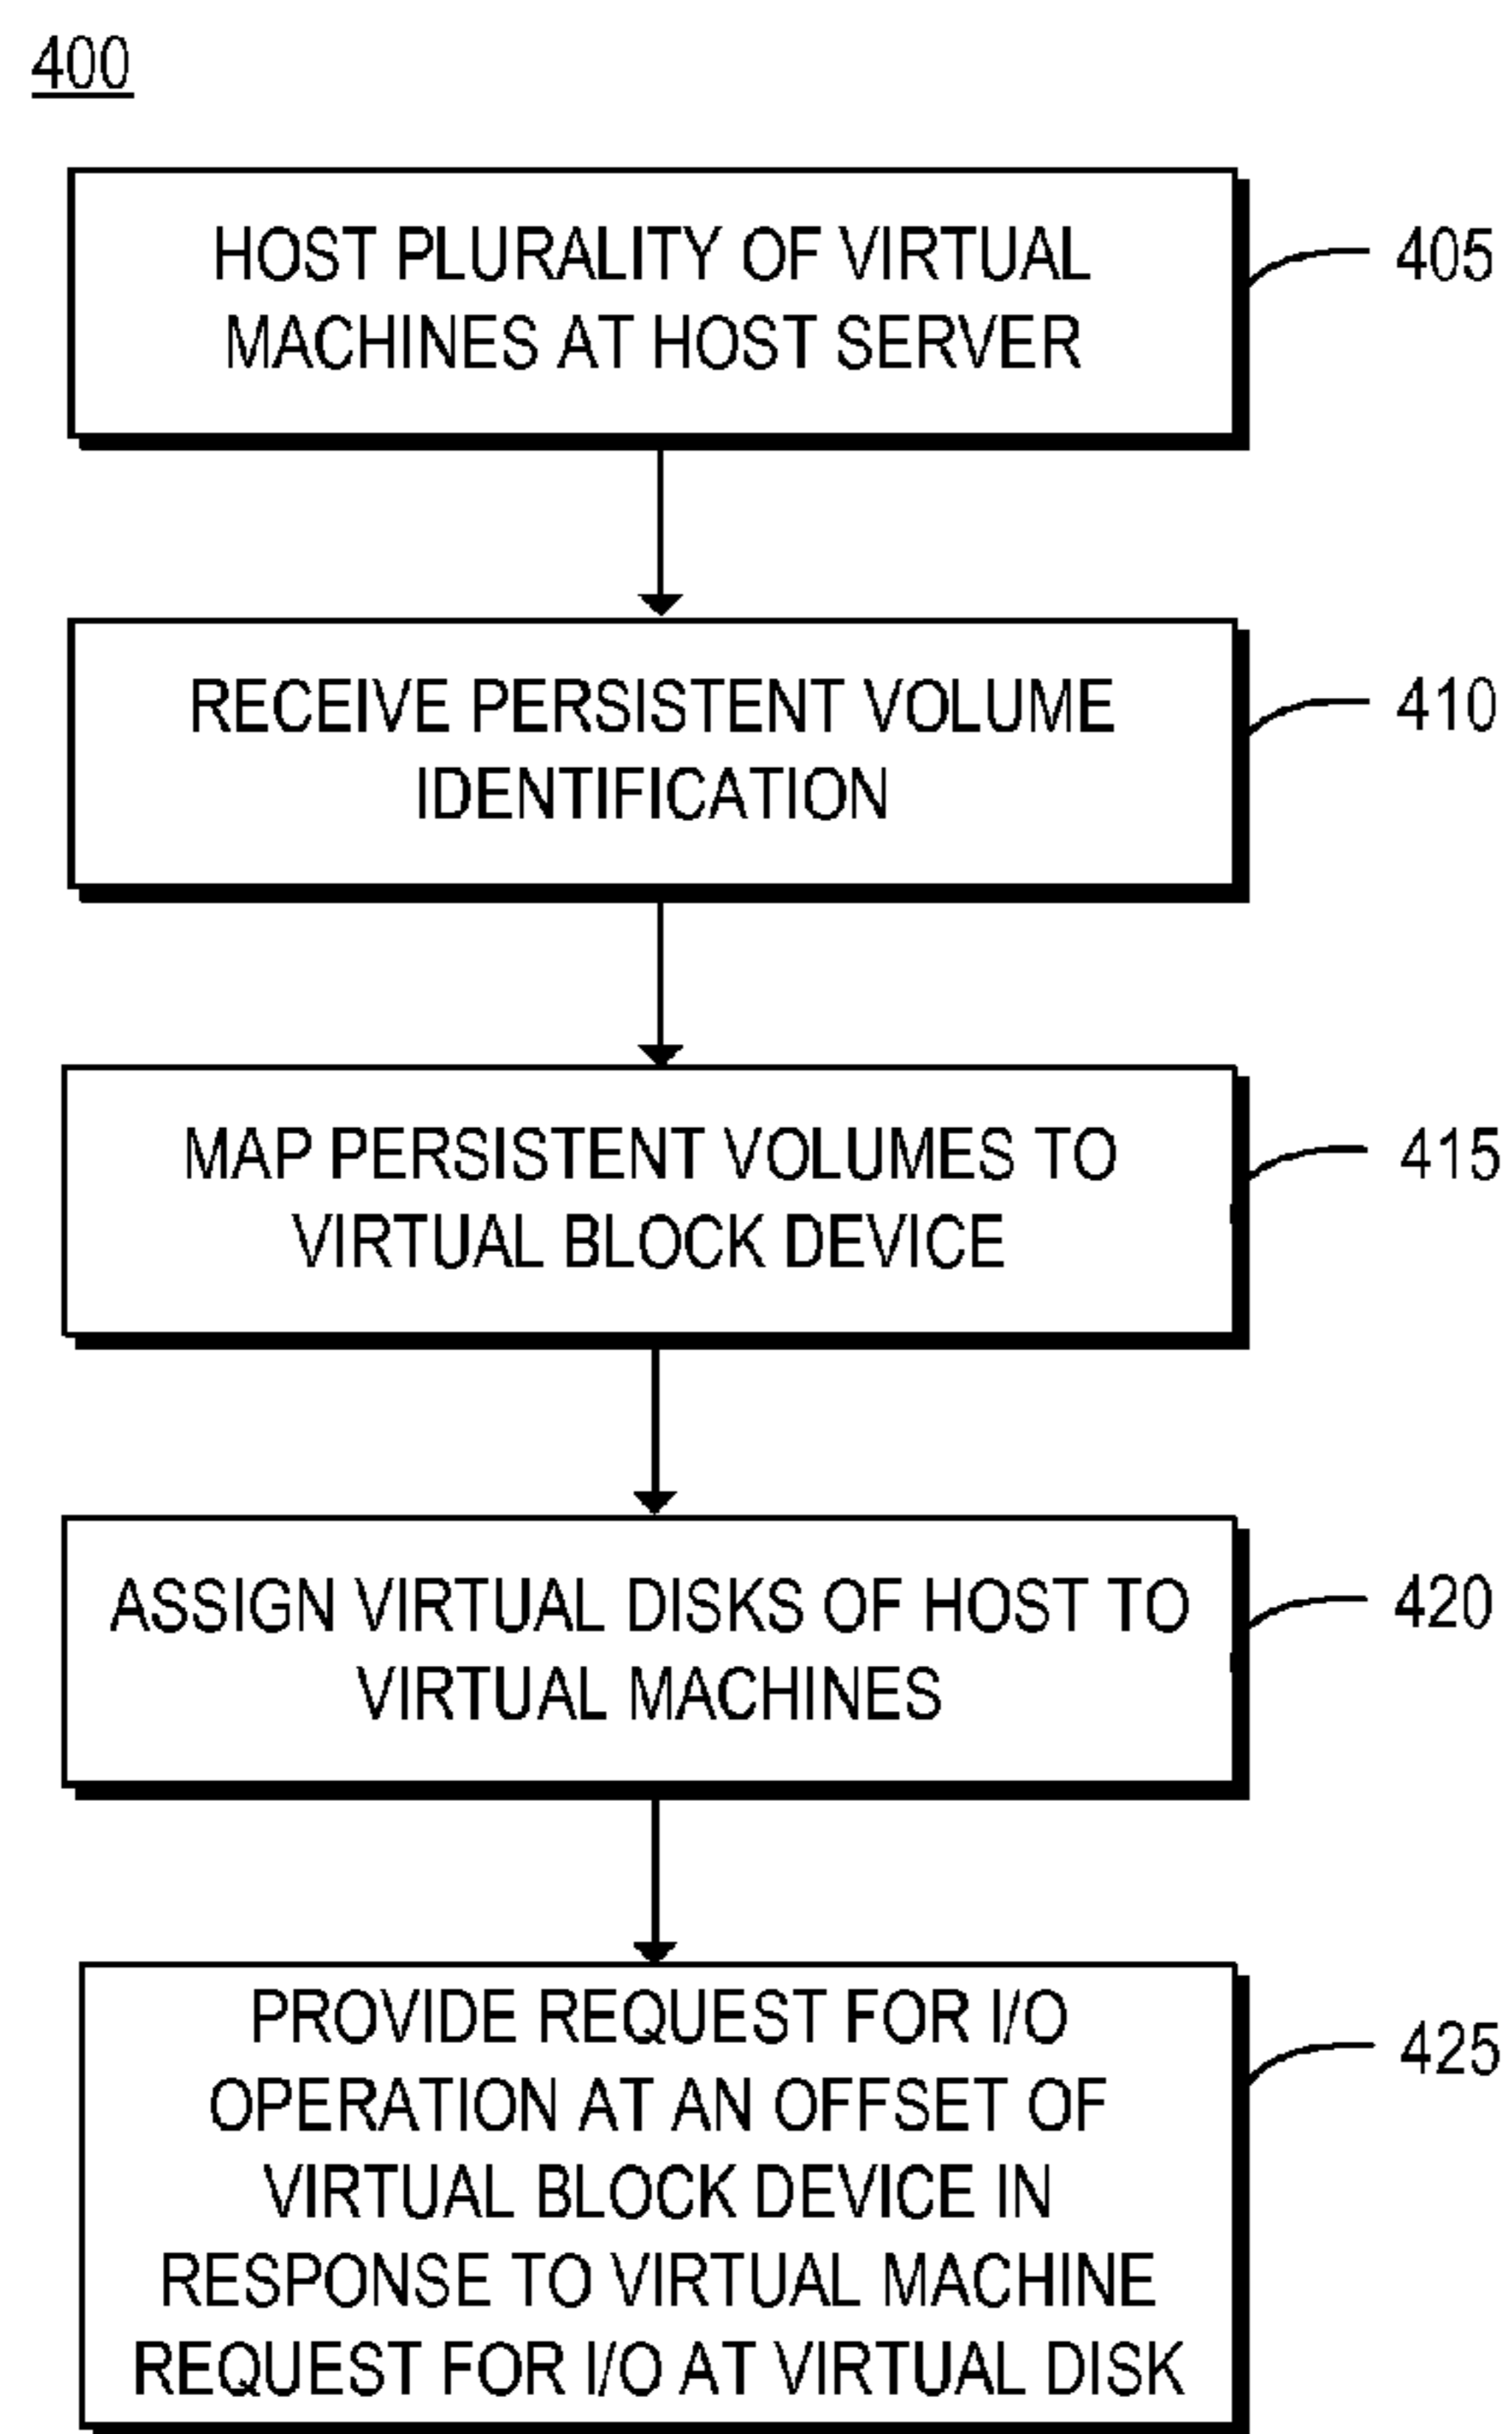 400
HOST PLURALITY OF VIRTUAL
MACHINES AT HOST SERVER
405
RECEIVE PERSISTENT VOLUME
IDENTIFICATION
410
MAP PERSISTENT VOLUMES TO
VIRTUAL BLOCK DEVICE
415
ASSIGN VIRTUAL DISKS OF HOST TO
VIRTUAL MACHINES
420
PROVIDE REQUEST FOR I/O
OPERATION AT AN OFFSET OF
VIRTUAL BLOCK DEVICE IN
RESPONSE TO VIRTUAL MACHINE
REQUEST FOR I/O AT VIRTUAL DISK
425